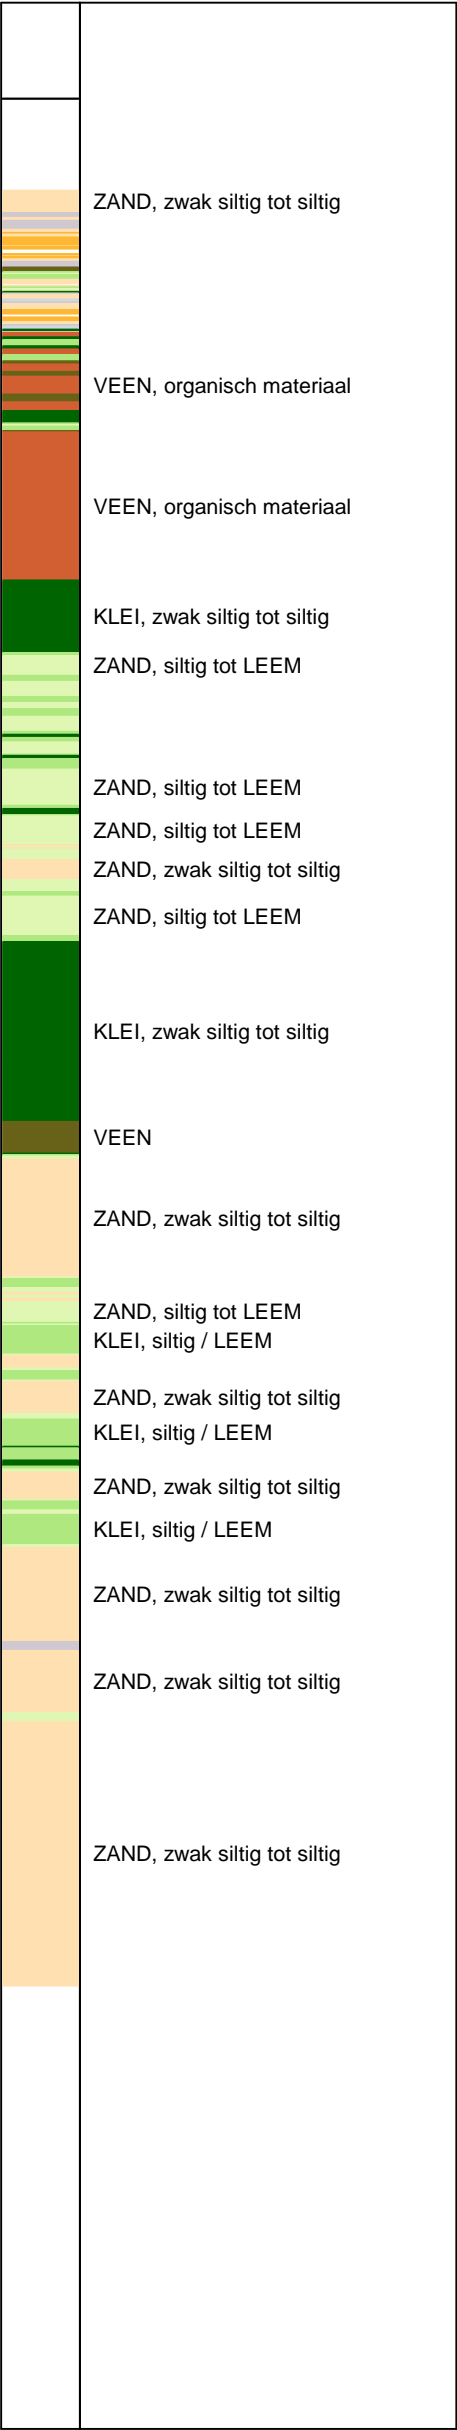 ZAND, zwak siltig tot siltig
VEEN, organisch materiaal
VEEN, organisch materiaal
KLEI, zwak siltig tot siltig
ZAND, siltig tot LEEM
ZAND, siltig tot LEEM
ZAND, siltig tot LEEM
ZAND, zwak siltig tot siltig
ZAND, siltig tot LEEM
KLEI, zwak siltig tot siltig
VEEN
ZAND, zwak siltig tot siltig
ZAND, siltig tot LEEM
KLEI, siltig / LEEM
ZAND, zwak siltig tot siltig
KLEI, siltig / LEEM
ZAND, zwak siltig tot siltig
KLEI, siltig / LEEM
ZAND, zwak siltig tot siltig
ZAND, zwak siltig tot siltig
ZAND, zwak siltig tot siltig